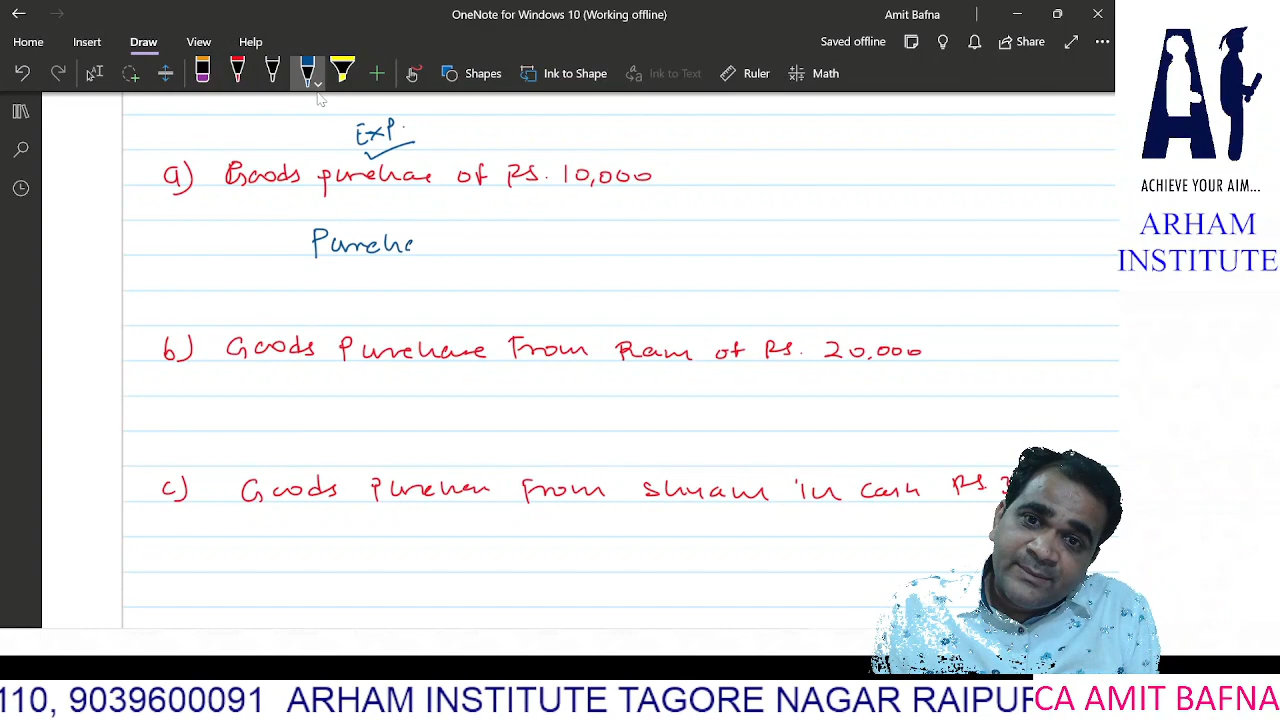 OneNote for Windows 10 (Working offline)
Amit Bafna
Home Insert Draw View Help
Saved offline
Share
Shapes
Ink to Shape
Ink to Text
Ruler
Math
Exp.
a) Goods purchase of Rs. 10,000
Purcha
b) Goods Purchase From Ram of Rs. 20,000
c) Goods Purchase From Shyam in cash Rs
ACHIEVE YOUR AIM...
ARHAM
INSTITUTE
110, 9039600091 ARHAM INSTITUTE TAGORE NAGAR RAIPUR
CA AMIT BAFNA